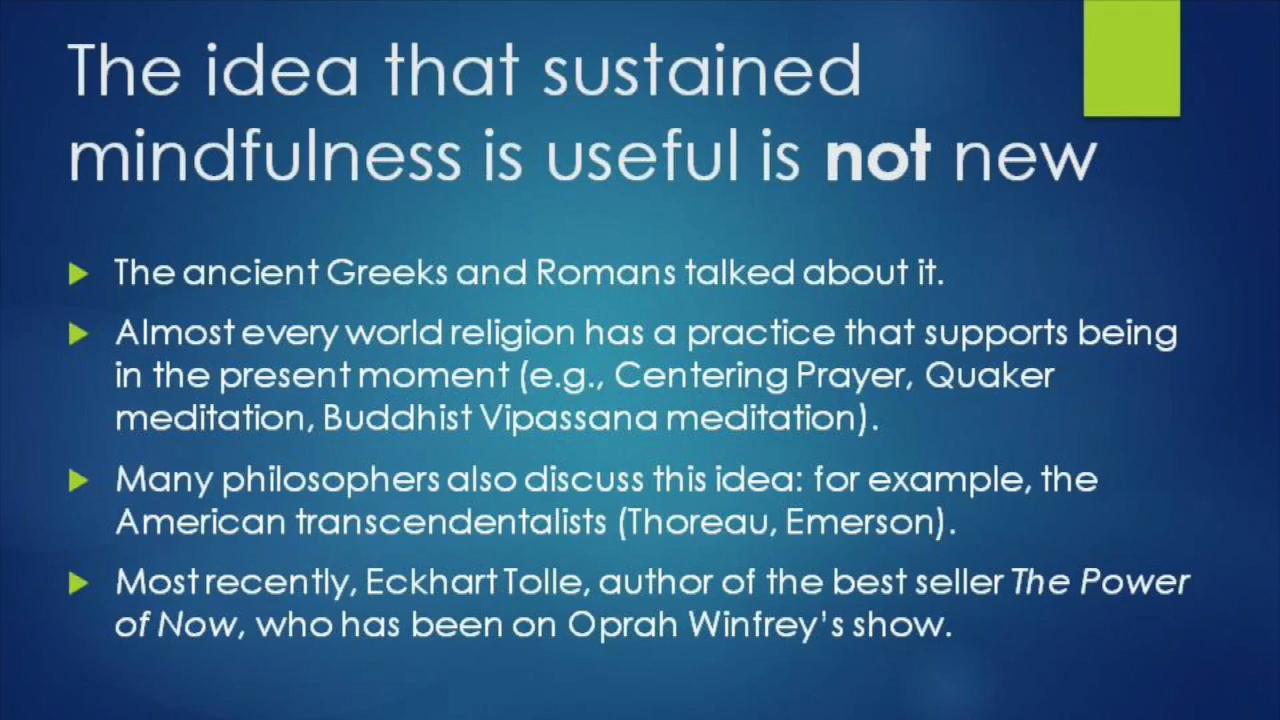 The idea that sustained
mindfulness is useful is not new
The ancient Greeks and Romans talked about it.
Almost every world religion has a practice that supports being
in the present moment (e.g., Centering Prayer, Quaker
meditation, Buddhist Vipassana meditation).
Many philosophers also discuss this idea: for example, the
American transcendentalists (Thoreau, Emerson).
Most recently, Eckhart Tolle, author of the best seller The Power
of Now, who has been on Oprah Winfrey's show.